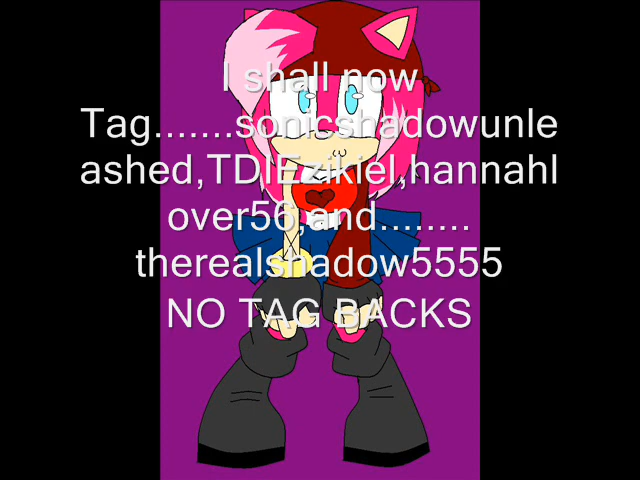 I shall now
Tag.......sonicshadowunle
ashed,TDIEzikiel,hannahl
over56,and........
therealshadow5555
NO TAG BACKS